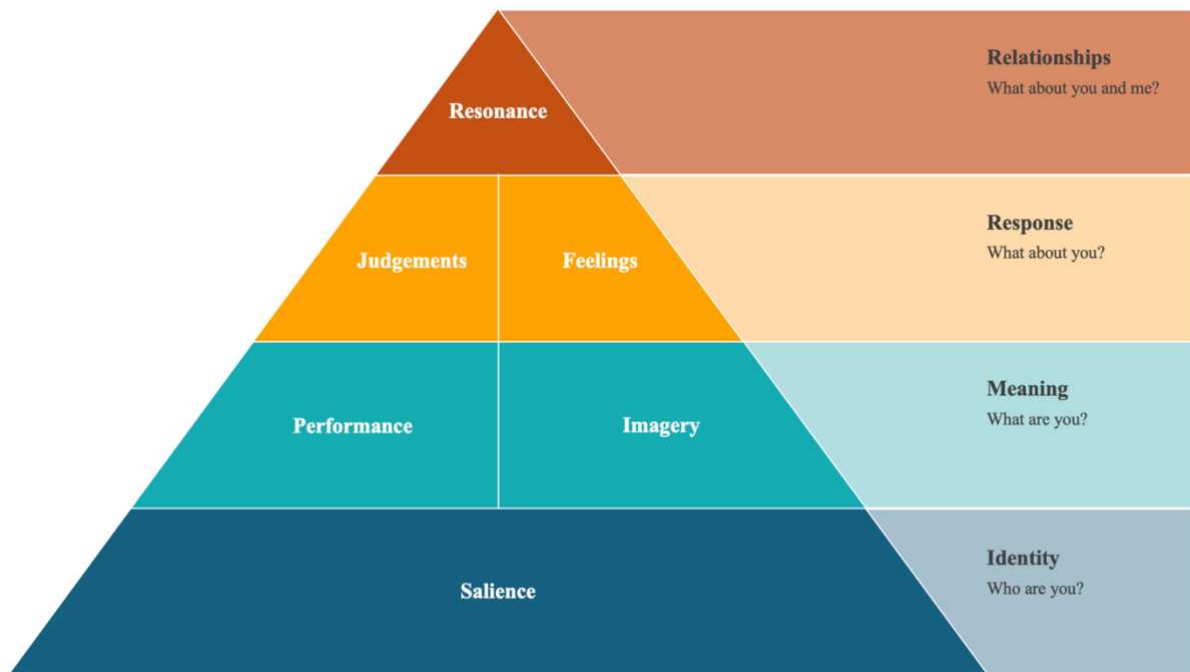 Resonance
Relationships
What about you and me?
Judgements
Feelings
Response
What about you?
Performance
Imagery
Meaning
What are you?
Salience
Identity
Who are you?